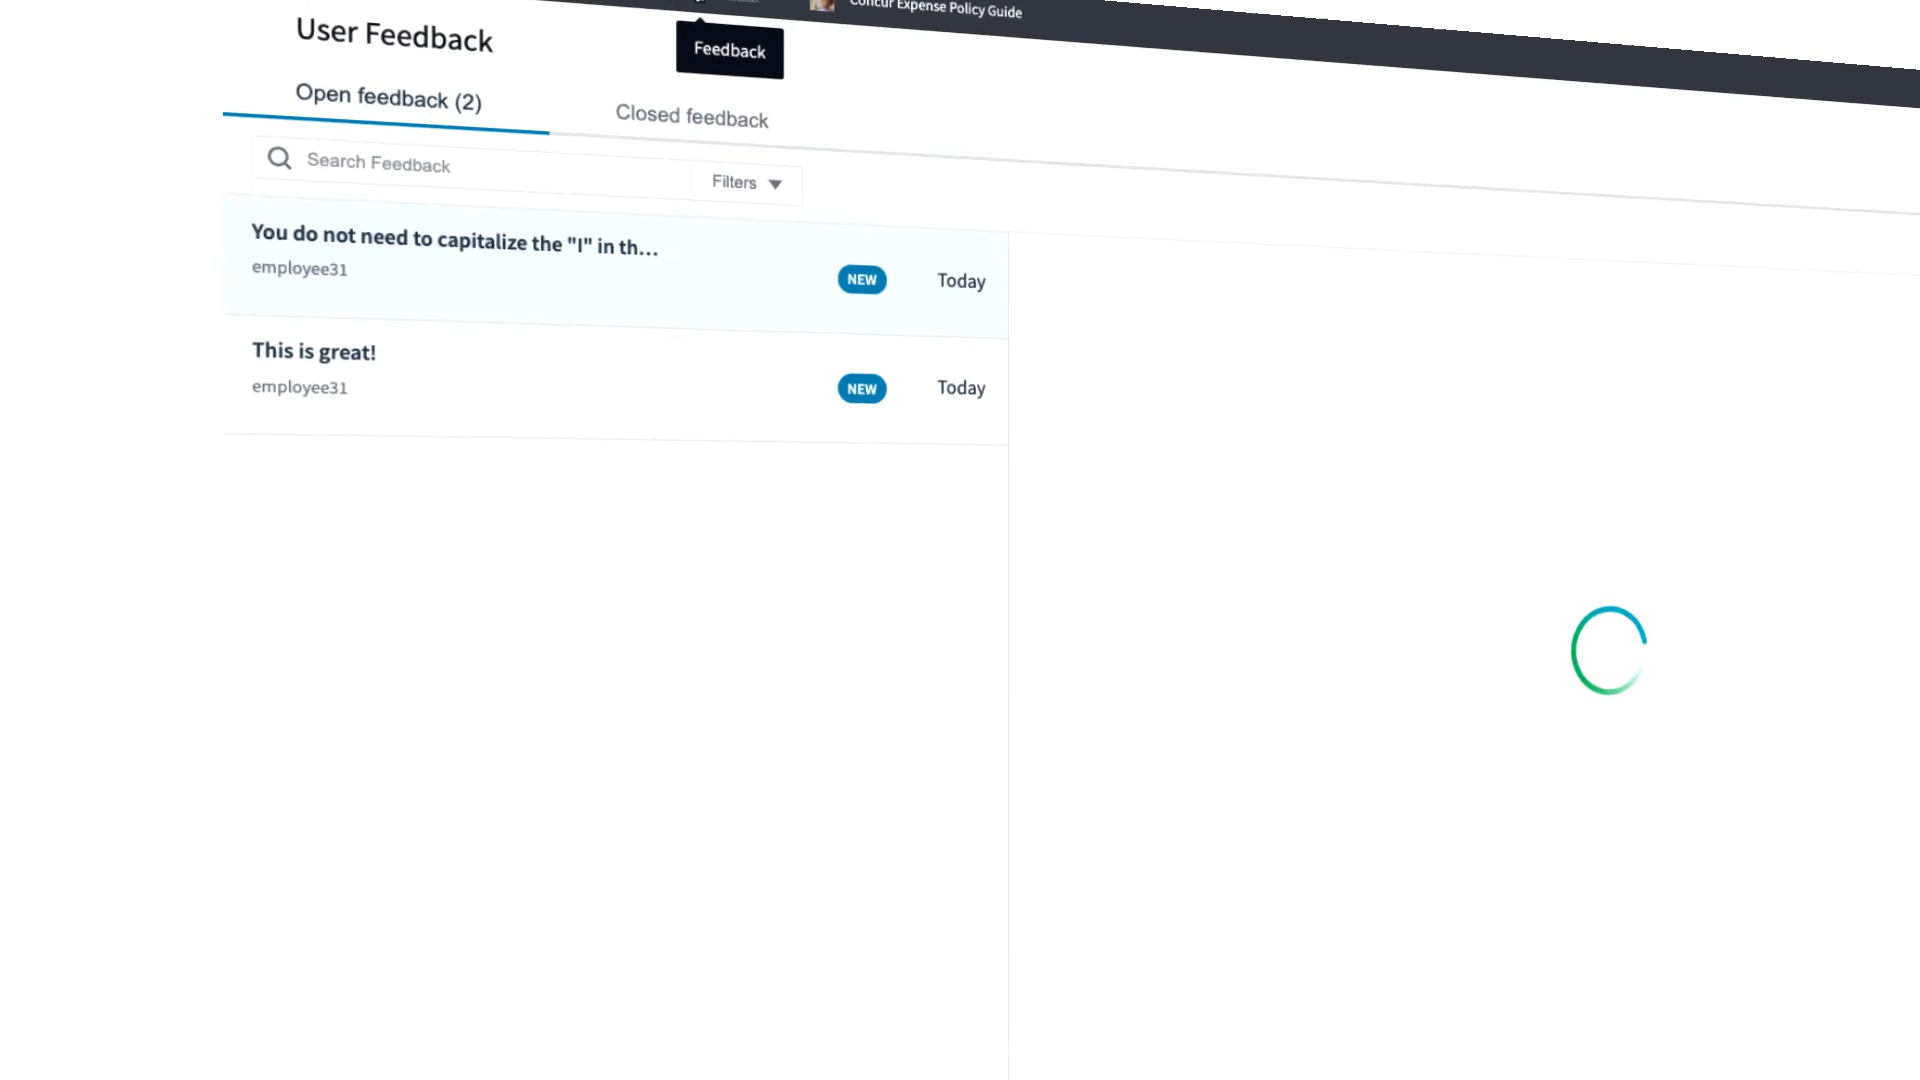 Concur Expense Policy Guide
User Feedback
Feedback
Open feedback (2)
Closed feedback
Search Feedback
Filters
You do not need to capitalize the "I" in th...
employee31
NEW
Today
This is great!
employee31
NEW
Today